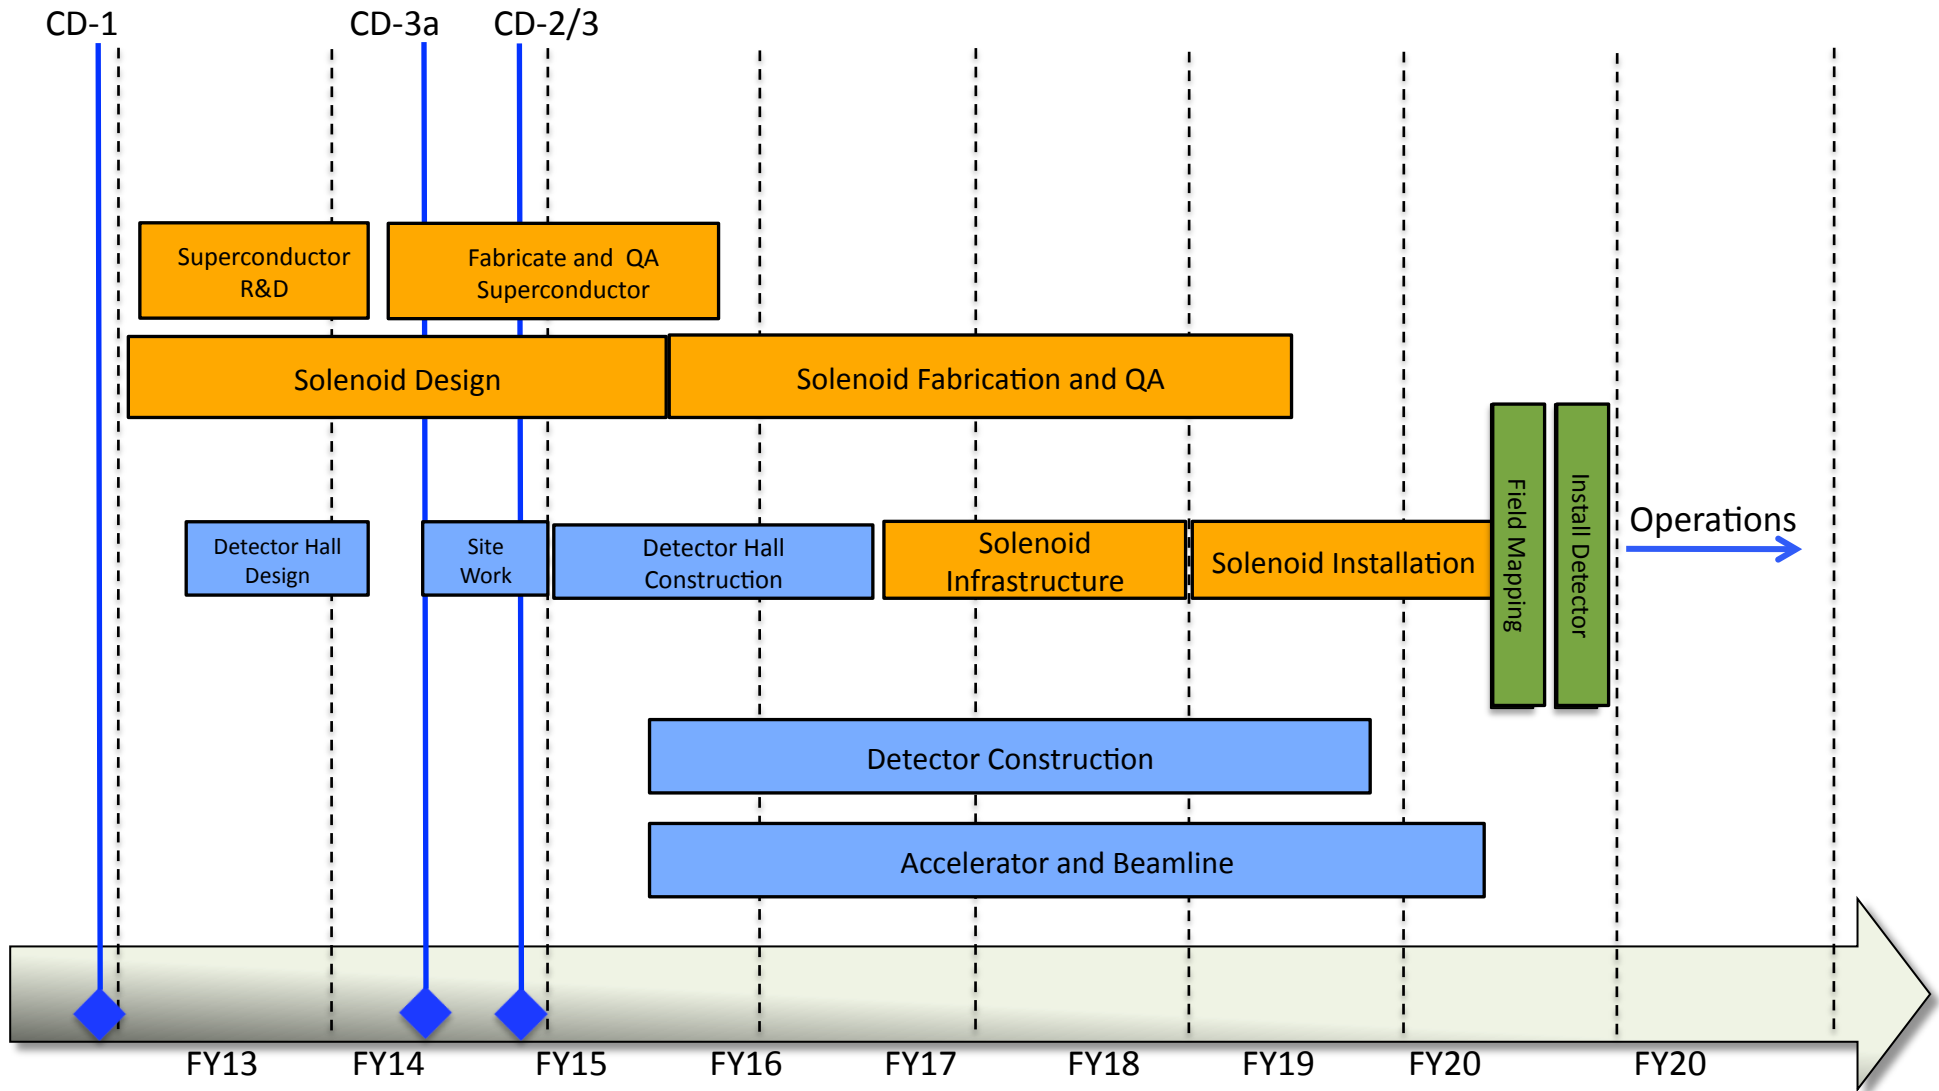 CD-1
CD-3a
CD-2/3
Superconductor
R&D
Fabricate and QA
Superconductor
Solenoid Design
Solenoid Fabrication and QA
Detector Hall
Design
Site
Work
Detector Hall
Construction
Solenoid
Infrastructure
Solenoid Installation
Field Mapping
Install Detector
Operations
Detector Construction
Accelerator and Beamline
FY13
FY14
FY15
FY16
FY17
FY18
FY19
FY20
FY20